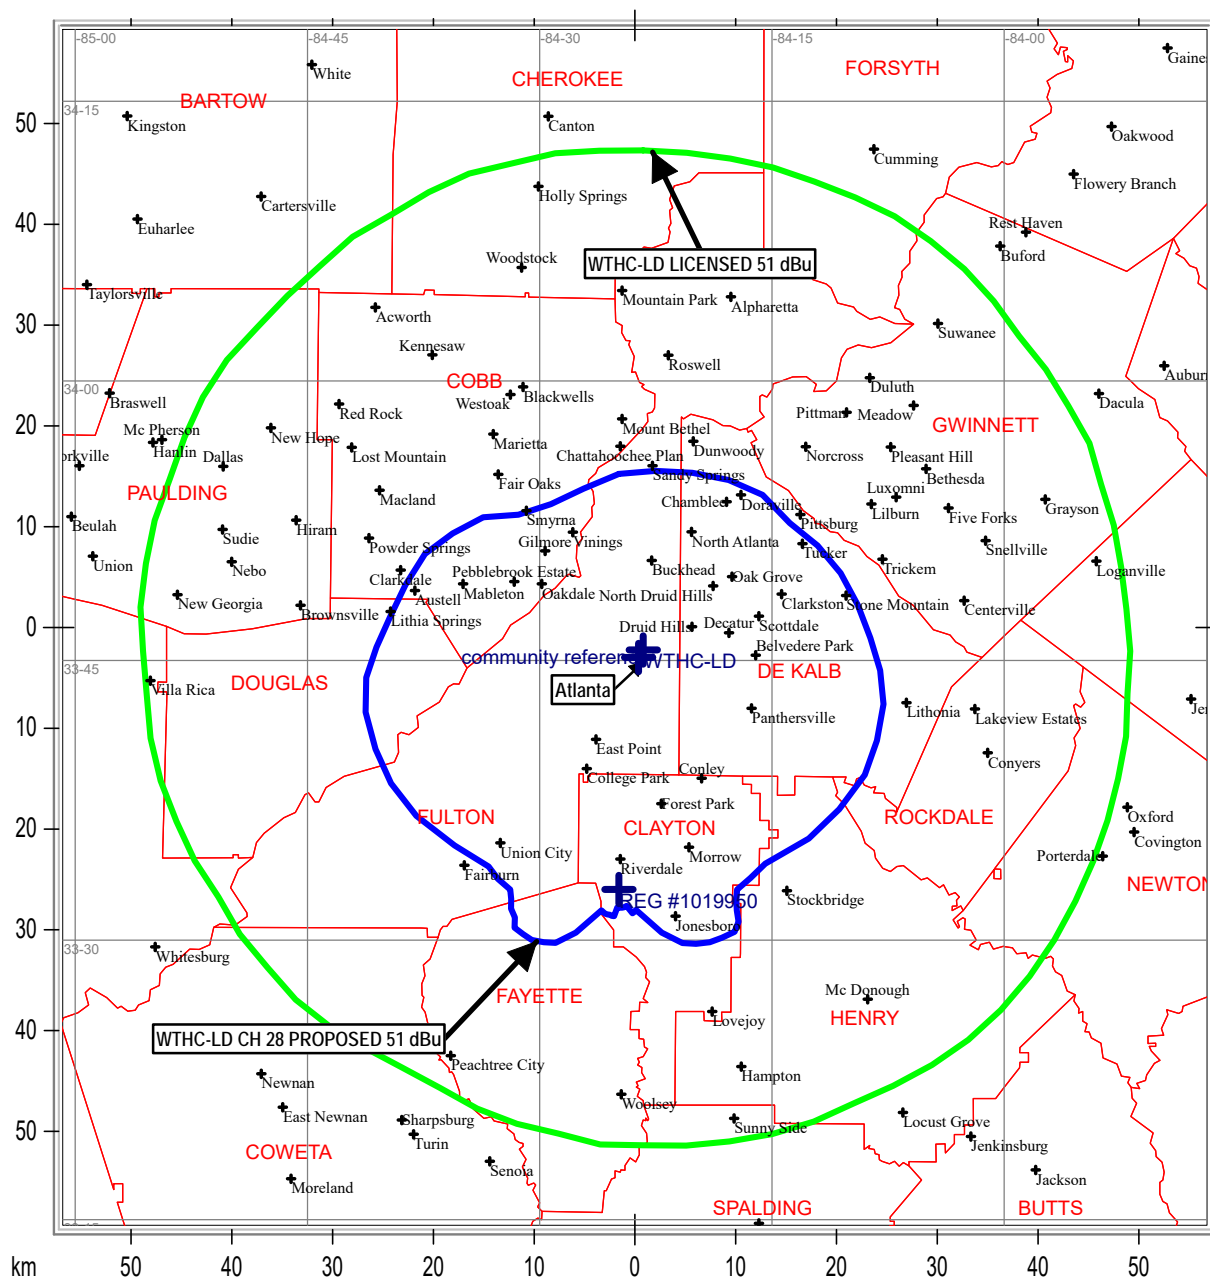 -85-00
-84-45
-84-30
-84-15
-84-00
Gaines
White
CHEROKEE
FORSYTH
BARTOW
34-15
50
Kingston
Canton
Oakwood
Cumming
Flowery Branch
Cartersville
Holly Springs
40
Euharlee
Rest Haven
Buford
Woodstock
WTHC-LD LICENSED 51 dBu
Taylorsville
Mountain Park
Alpharetta
Acworth
30
Suwanee
Kennesaw
Roswell
34-00
COBB
Duluth
Auburn
Braswell
Blackwells
Westoak
Dacula
Red Rock
Pittman
Meadow
20
Mc Pherson
New Hope
Mount Bethel
GWINNETT
Hanlin
Marietta
Dunwoody
orkville
Dallas
Lost Mountain
Chattahoochee Plan
Norcross
Pleasant Hill
Sandy Springs
Bethesda
PAULDING
Fair Oaks
Macland
Luxomni
Chamblee
Doraville
Grayson
Lilburn
Five Forks
10
Beulah
Hiram
Smyrna
Pittsburg
Sudie
Gilmore
Vinings
North Atlanta
Snellville
Powder Springs
Tucker
Union
Nebo
Buckhead
Trickem
Loganville
Clarkdale
Pebblebrook Estate
Oak Grove
Austell
Mableton
Oakdale
North Druid Hills
Clarkston
Stone Mountain
New Georgia
Centerville
Brownsville
Lithia Springs
0
Druid Hills
Decatur
Scottdale
Belvedere Park
33-45
community reference
WTHC-LD
DE KALB
DOUGLAS
Villa Rica
Atlanta
Lithonia
Lakeview Estates
Jer
Panthersville
10
East Point
Conyers
College Park
Conley
Forest Park
FULTON
CLAYTON
ROCKDALE
Oxford
20
Covington
Union City
Morrow
Porterdale
Riverdale
Fairburn
NEWTON
Stockbridge
REG #1019950
Jonesboro
30
33-30
Whitesburg
FAYETTE
Mc Donough
HENRY
Lovejoy
40
WTHC-LD CH 28 PROPOSED 51 dBu
Peachtree City
Hampton
Newnan
East Newnan
Woolsey
Sharpsburg
Sunny Side
Locust Grove
50
Turin
Jenkinsburg
COWETA
Senoia
Moreland
Jackson
SPALDING
BUTTS
km
50
40
30
20
10
0
10
20
30
40
50